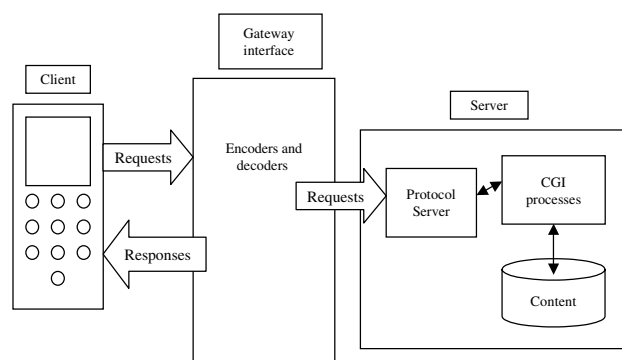 Gateway
interface
Client
Server
Requests
Encoders and
decoders
Requests
Protocol
Server
CGI
processes
Responses
Content